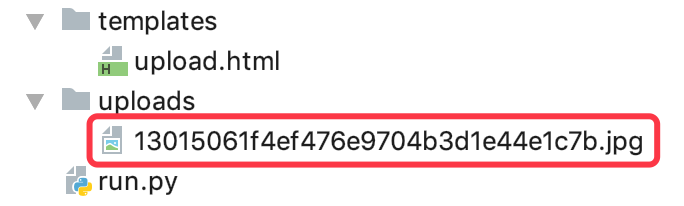 templates
H upload.html
uploads
13015061f4ef476e9704b3d1e44e1c7b.jpg
run.py